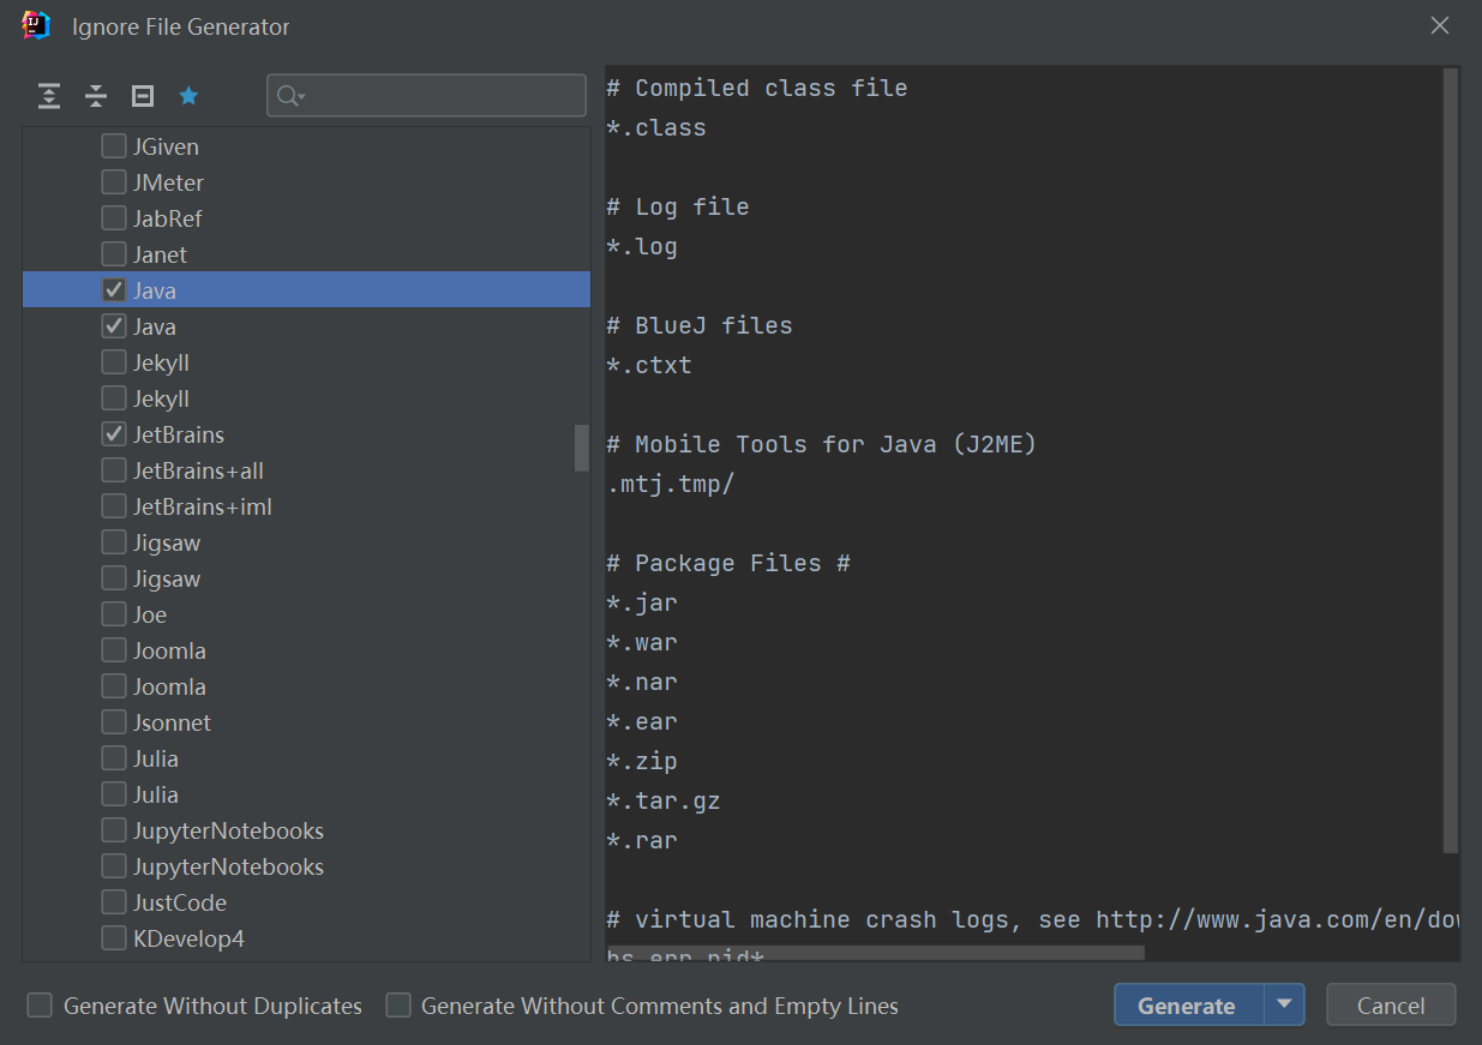 Ignore File Generator
JGiven
JMeter
JabRef
Janet
Java
Java
Jekyll
Jekyll
JetBrains
JetBrains+all
JetBrains+iml
Jigsaw
Jigsaw
Joe
Joomla
Joomla
Jsonnet
Julia
Julia
JupyterNotebooks
JupyterNotebooks
JustCode
KDevelop4
# Compiled class file
*.class
# Log file
*.log
# BlueJ files
*.ctxt
# Mobile Tools for Java (J2ME)
.mtj.tmp/
# Package Files #
*.jar
*.war
*.nar
*.ear
*.zip
*.tar.gz
*.rar
# virtual machine crash logs, see http://www.java.com/en/do
hs_err_pid*
Generate Without Duplicates
Generate Without Comments and Empty Lines
Generate
Cancel